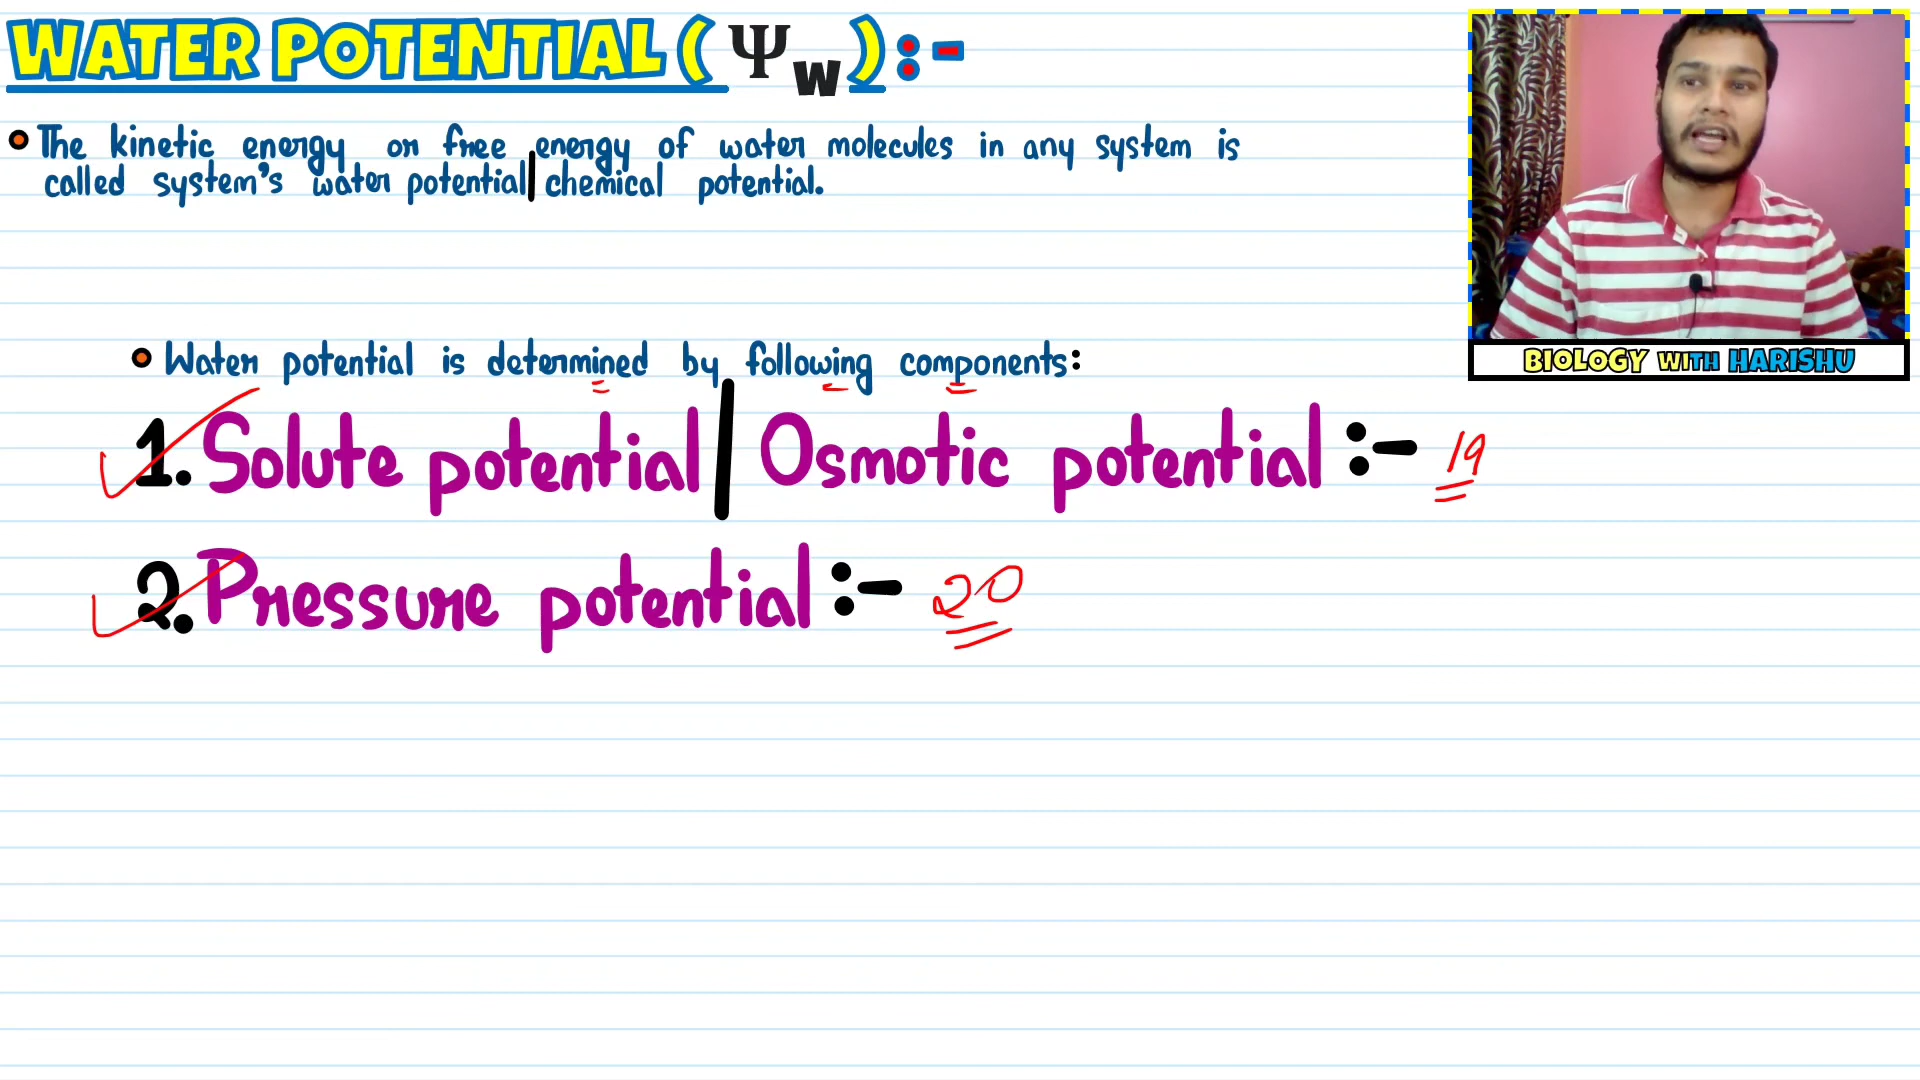 WATER POTENTIAL ( Ψw ) :-
• The kinetic energy or free energy of water molecules in any system is
called system's water potential | chemical potential.
• Water potential is determined by following components:
1. Solute potential | Osmotic potential :- 19
2. Pressure potential :- 20
BIOLOGY WITH HARISHU